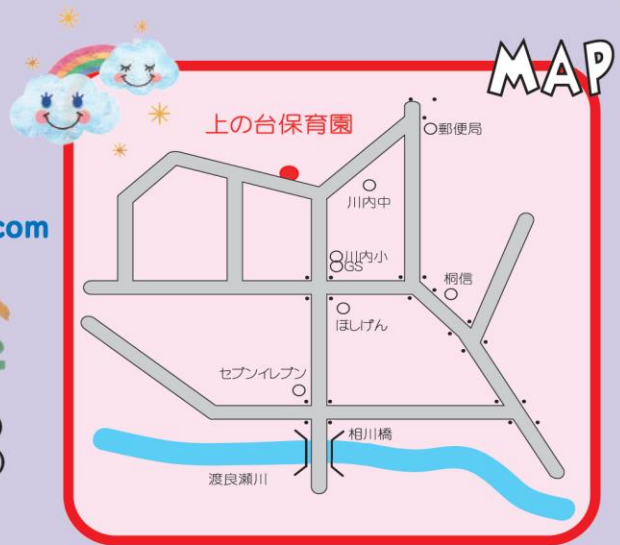 MAP
上の台保育園
郵便局
川内中
com
川内小
GS
桐信
ほしげん
セブンイレブン
相川橋
渡良瀬川